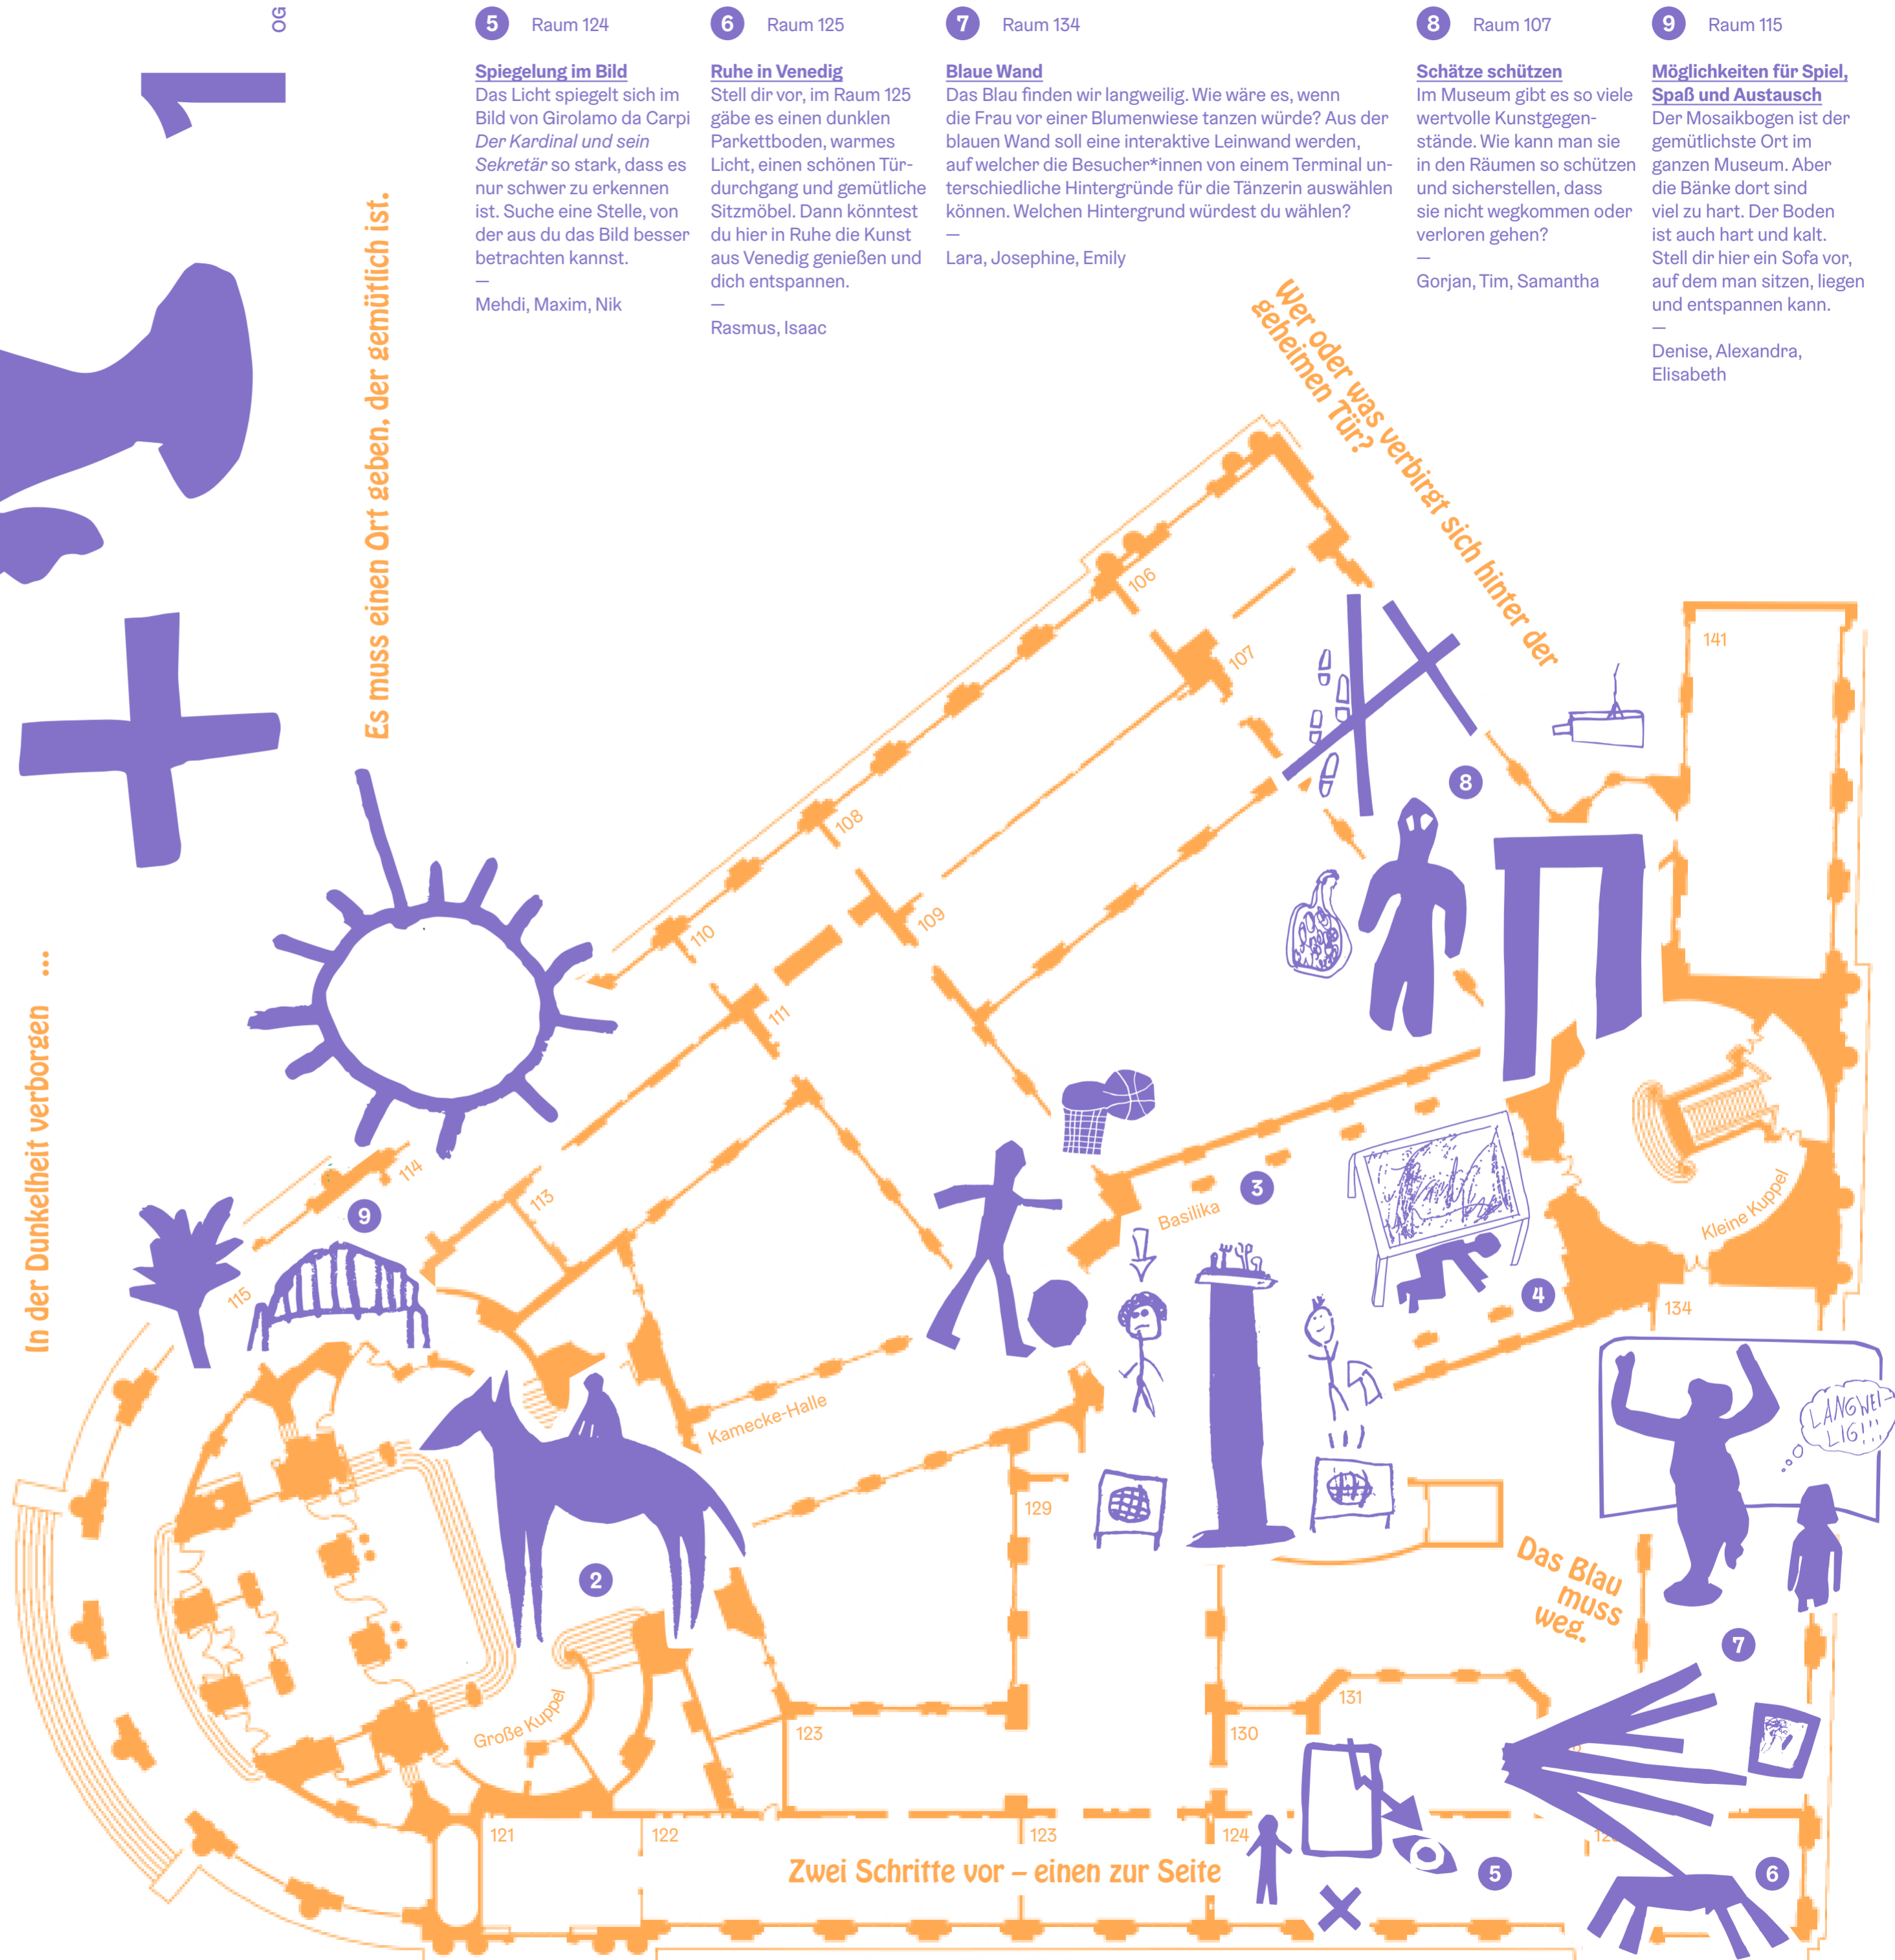 OG
1
5 Raum 124
Spiegelung im Bild
Das Licht spiegelt sich im
Bild von Girolamo da Carpi
Der Kardinal und sein
Sekretär so stark, dass es
nur schwer zu erkennen
ist. Suche eine Stelle, von
der aus du das Bild besser
betrachten kannst.
—
Mehdi, Maxim, Nik
6 Raum 125
Ruhe in Venedig
Stell dir vor, im Raum 125
gäbe es einen dunklen
Parkettboden, warmes
Licht, einen schönen Tür-
durchgang und gemütliche
Sitzmöbel. Dann könntest
du hier in Ruhe die Kunst
aus Venedig genießen und
dich entspannen.
—
Rasmus, Isaac
7 Raum 134
Blaue Wand
Das Blau finden wir langweilig. Wie wäre es, wenn
die Frau vor einer Blumenwiese tanzen würde? Aus der
blauen Wand soll eine interaktive Leinwand werden,
auf welcher die Besucher*innen von einem Terminal un-
terschiedliche Hintergründe für die Tänzerin auswählen
können. Welchen Hintergrund würdest du wählen?
—
Lara, Josephine, Emily
8 Raum 107
Schätze schützen
Im Museum gibt es so viele
wertvolle Kunstgegen-
stände. Wie kann man sie
in den Räumen so schützen
und sicherstellen, dass
sie nicht wegkommen oder
verloren gehen?
—
Gorjan, Tim, Samantha
9 Raum 115
Möglichkeiten für Spiel,
Spaß und Austausch
Der Mosaikbogen ist der
gemütlichste Ort im
ganzen Museum. Aber
die Bänke dort sind
viel zu hart. Der Boden
ist auch hart und kalt.
Stell dir hier ein Sofa vor,
auf dem man sitzen, liegen
und entspannen kann.
—
Denise, Alexandra,
Elisabeth
Es muss einen Ort geben, der gemütlich ist.
Wer oder was verbirgt sich hinter der
geheimen Tür?
In der Dunkelheit verborgen ...
106
107
141
108
8
109
110
111
114
113
9
115
3
Basilika
Kleine Kuppel
4
134
Kamecke-Halle
LANGWEI-
LIG!!!
129
Das Blau
muss
weg.
2
7
Große Kuppel
131
123
130
121
122
123
124
Zwei Schritte vor – einen zur Seite
5
6